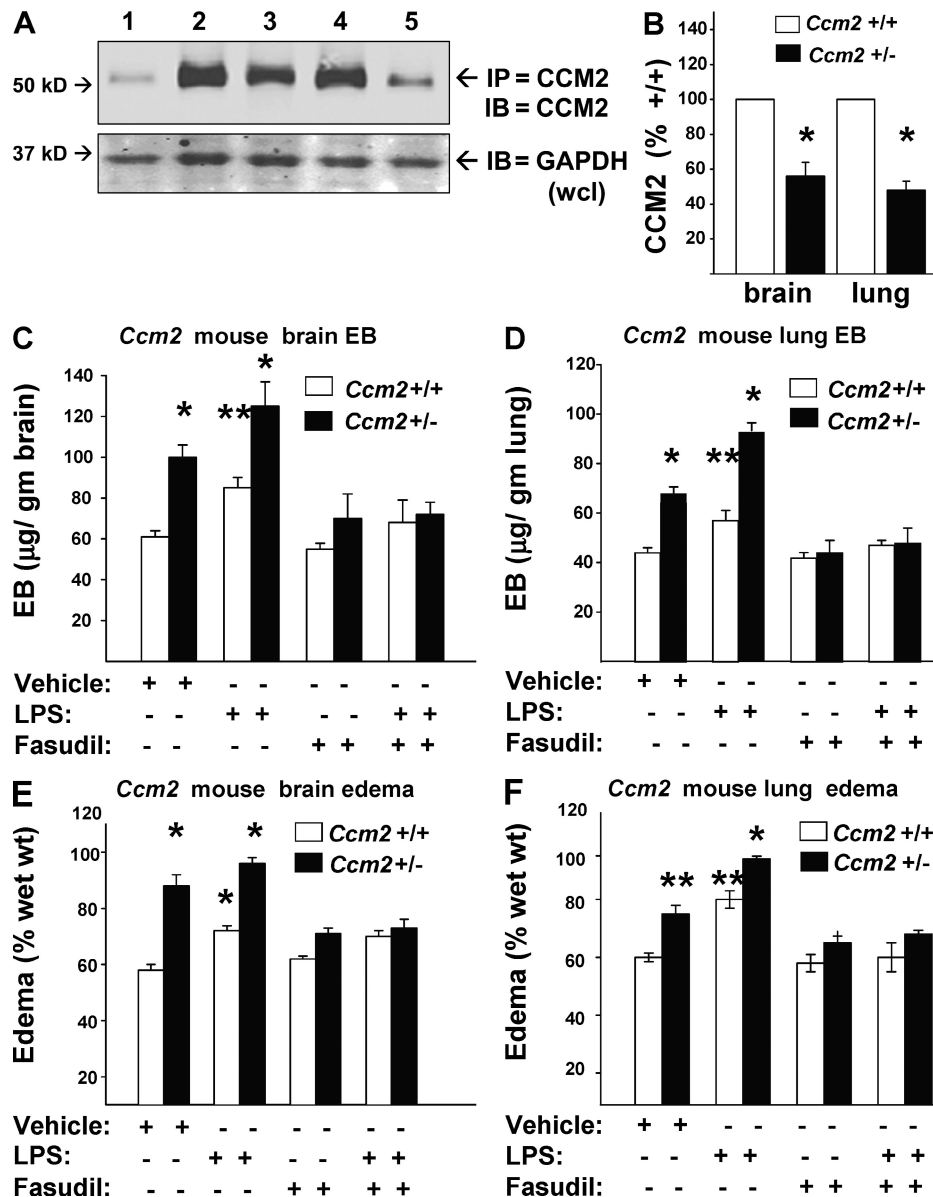 A
1 2 3 4 5
50 kD →
← IP = CCM2
IB = CCM2
37 kD →
← IB = GAPDH
(wcl)
B
Ccm2 +/+
Ccm2 +/-
CCM2 (% +/+)
140
120
100
80
60
40
20
* *
brain lung
C
Ccm2 mouse brain EB
Ccm2+/+
Ccm2+/-
EB (µg/ gm brain)
140
120
100
80
60
40
20
* ** *
Vehicle: + + - - - - - -
LPS: - - + + - - + +
Fasudil: - - - - + + + +
D
Ccm2 mouse lung EB
Ccm2+/+
Ccm2+/-
EB (µg/ gm lung)
120
100
80
60
40
20
* ** *
Vehicle: + + - - - - - -
LPS: - - + + - - + +
Fasudil: - - - - + + + +
E
Ccm2 mouse brain edema
Ccm2 +/+
Ccm2+/-
Edema (% wet wt)
120
100
80
60
40
20
* * *
Vehicle: + + - - - - - -
LPS: - - + + - - + +
Fasudil: - - - - + + + +
F
Ccm2 mouse lung edema
Ccm2 +/+
Ccm2 +/-
Edema (% wet wt)
120
100
80
60
40
20
** ** *
Vehicle: + + - - - - - -
LPS: - - + + - - + +
Fasudil: - - - - + + + +